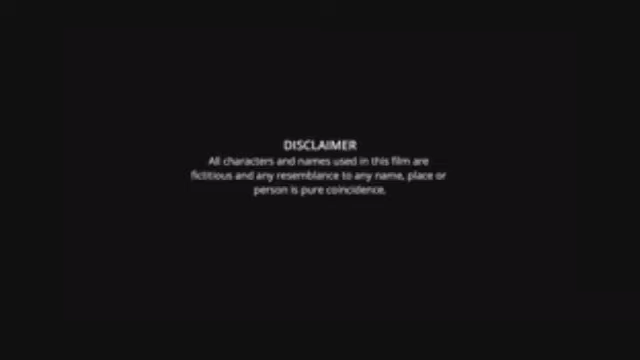 DISCLAIMER
All characters and names used in this film are
fictitious and any resemblance to any name, place or
person is pure coincidence.